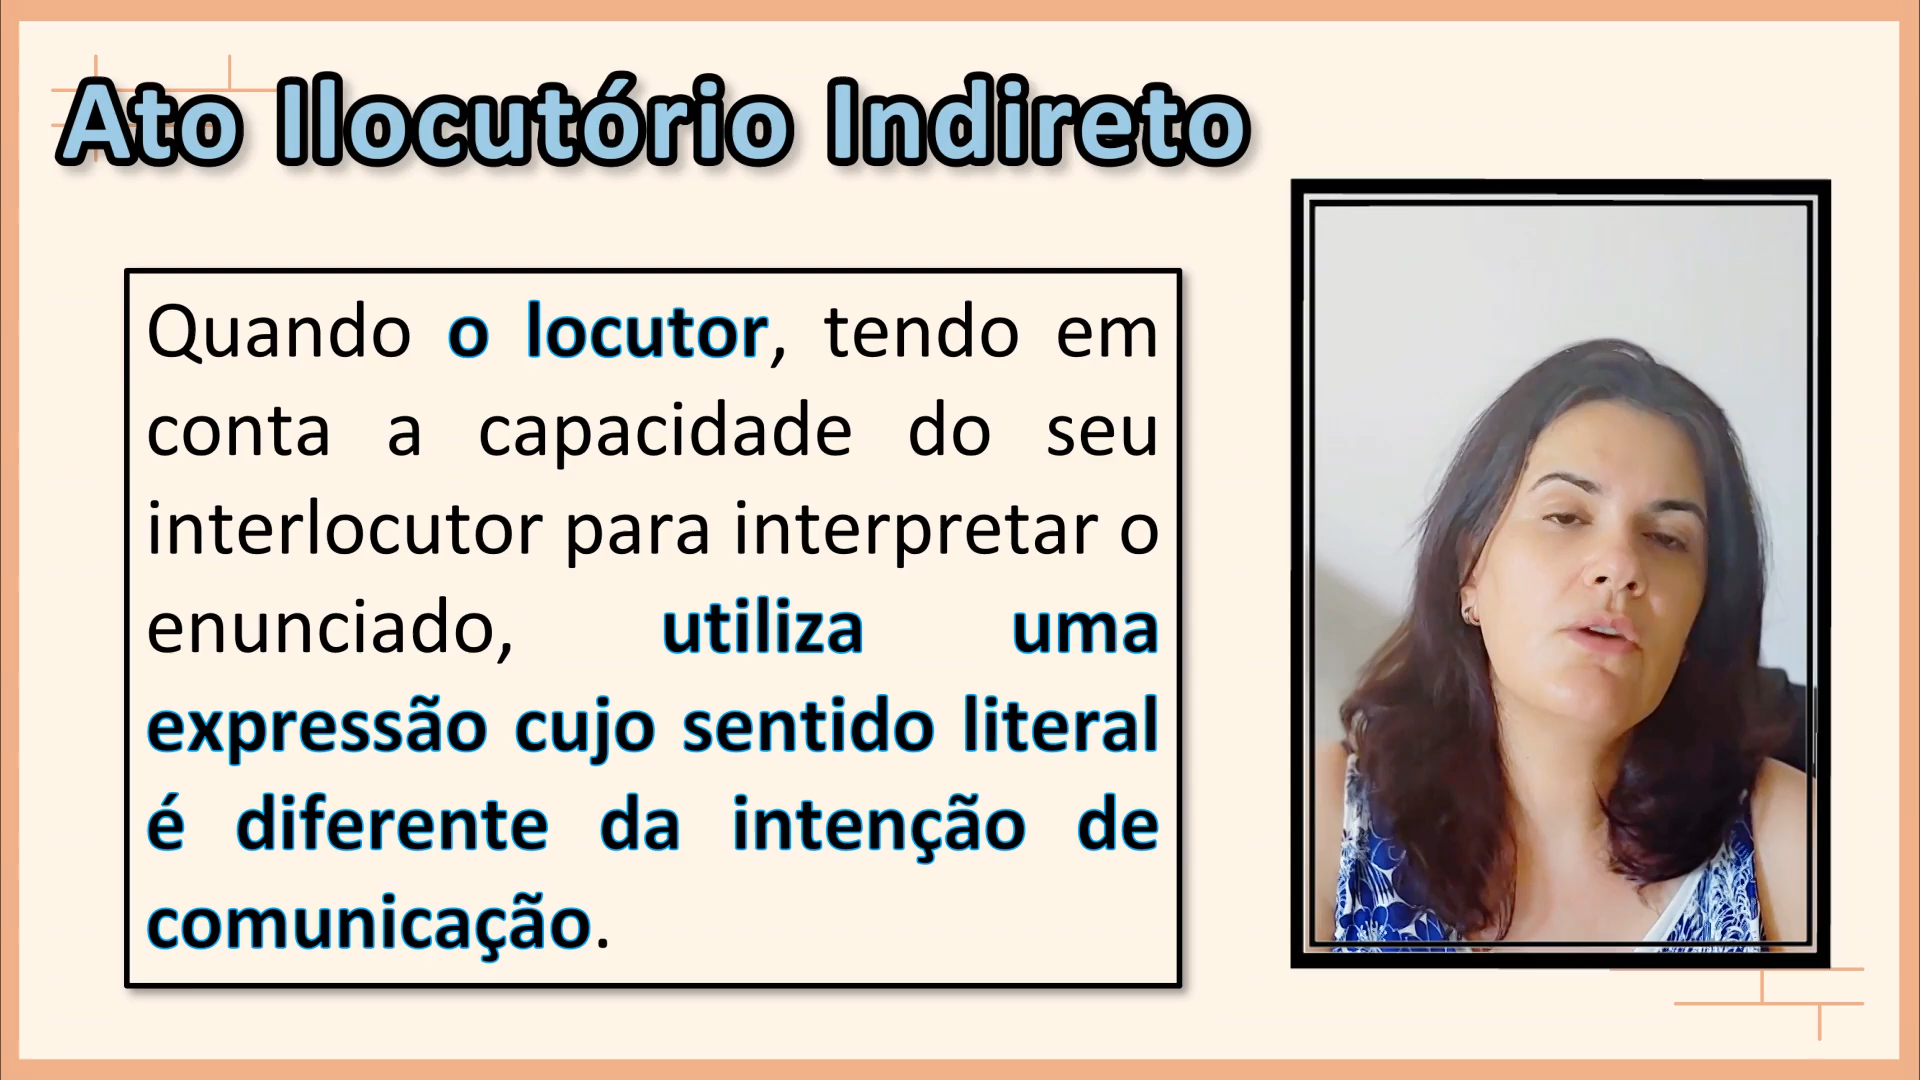 Ato Ilocutório Indireto
Quando o locutor, tendo em
conta a capacidade do seu
interlocutor para interpretar o
enunciado, utiliza uma
expressão cujo sentido literal
é diferente da intenção de
comunicação.